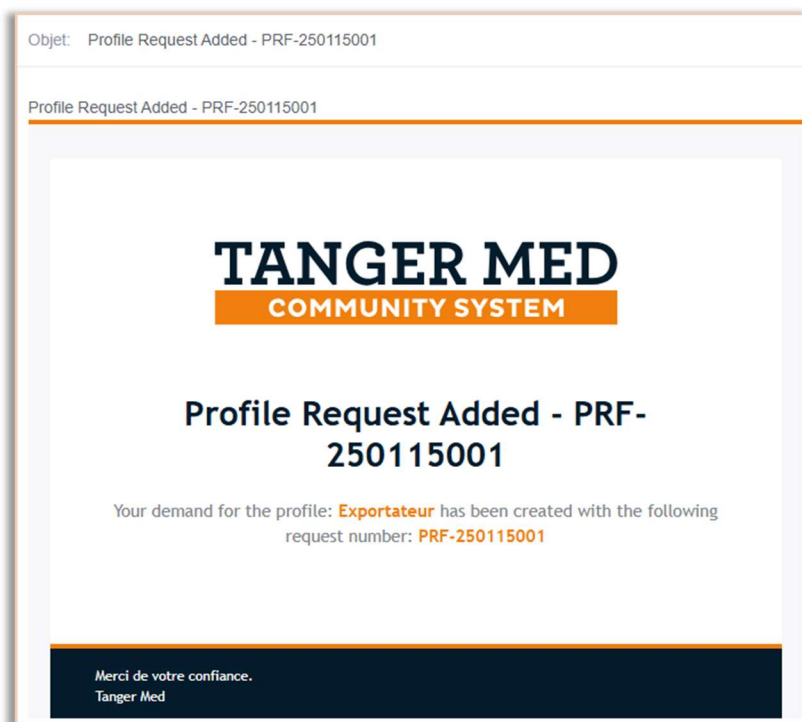 Objet: Profile Request Added - PRF-250115001
Profile Request Added - PRF-250115001
TANGER MED
COMMUNITY SYSTEM
Profile Request Added - PRF-
250115001
Your demand for the profile: Exportateur has been created with the following
request number: PRF-250115001
Merci de votre confiance.
Tanger Med